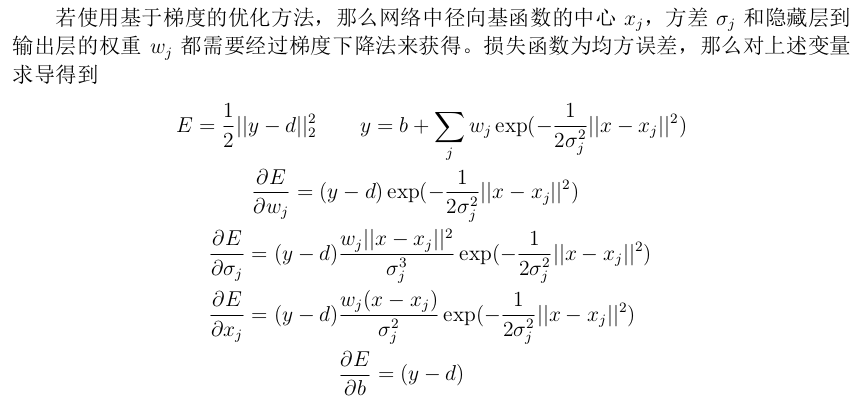 若使用基于梯度的优化方法，那么网络中径向基函数的中心 $x_j$，方差 $\sigma_j$ 和隐藏层到
输出层的权重 $w_j$ 都需要经过梯度下降法来获得。损失函数为均方误差，那么对上述变量
求导得到
$E = \frac{1}{2}||y - d||_2^2 \qquad y = b + \sum_j w_j \exp(-\frac{1}{2\sigma_j^2}||x - x_j||^2)$
$\frac{\partial E}{\partial w_j} = (y - d)\exp(-\frac{1}{2\sigma_j^2}||x - x_j||^2)$
$\frac{\partial E}{\partial \sigma_j} = (y - d)\frac{w_j||x - x_j||^2}{\sigma_j^3}\exp(-\frac{1}{2\sigma_j^2}||x - x_j||^2)$
$\frac{\partial E}{\partial x_j} = (y - d)\frac{w_j(x - x_j)}{\sigma_j^2}\exp(-\frac{1}{2\sigma_j^2}||x - x_j||^2)$
$\frac{\partial E}{\partial b} = (y - d)$